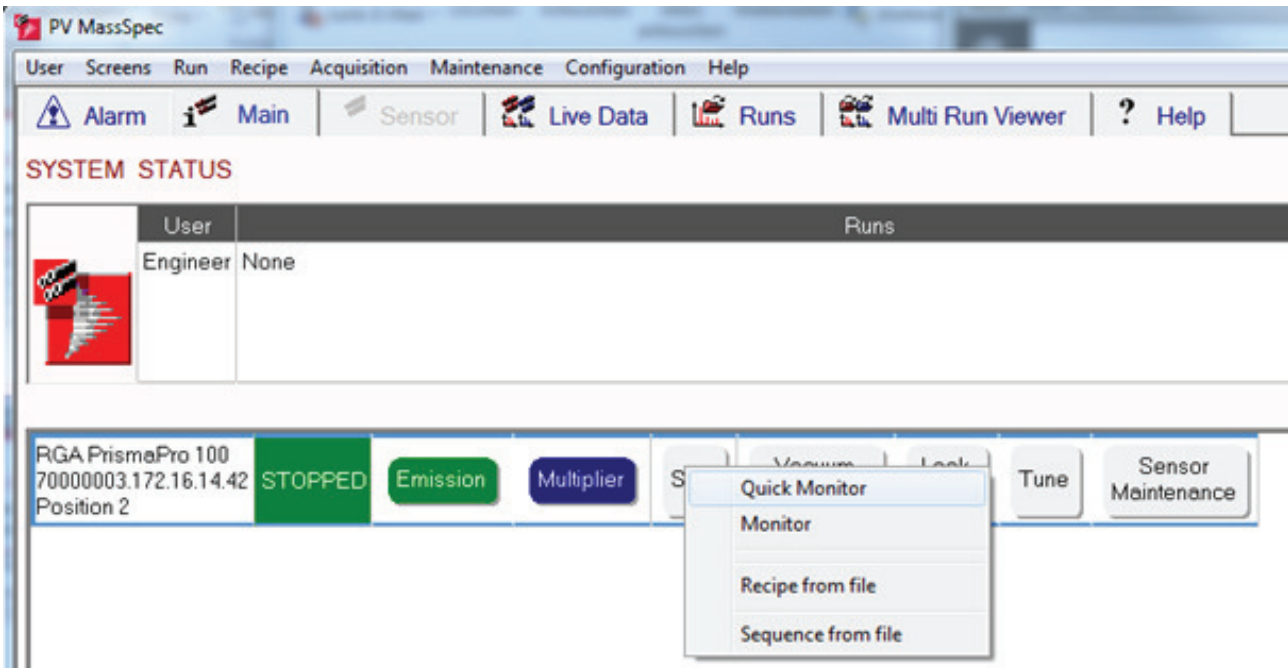 PV MassSpec
User Screens Run Recipe Acquisition Maintenance Configuration Help
Alarm Main Sensor Live Data Runs Multi Run Viewer ? Help
SYSTEM STATUS
User Runs
Engineer None
RGA PrismaPro 100
70000003.172.16.14.42
Position 2
STOPPED
Emission
Multiplier
Tune
Sensor
Maintenance
Quick Monitor
Monitor
Recipe from file
Sequence from file